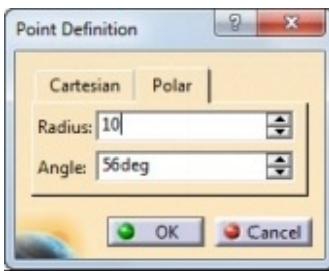 Point Definition
Cartesian Polar
Radius: 10
Angle: 56deg
OK Cancel